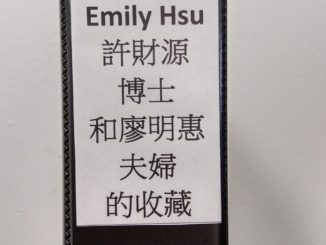 Emily Hsu
許財源
博士
和廖明惠
夫婦
的收藏